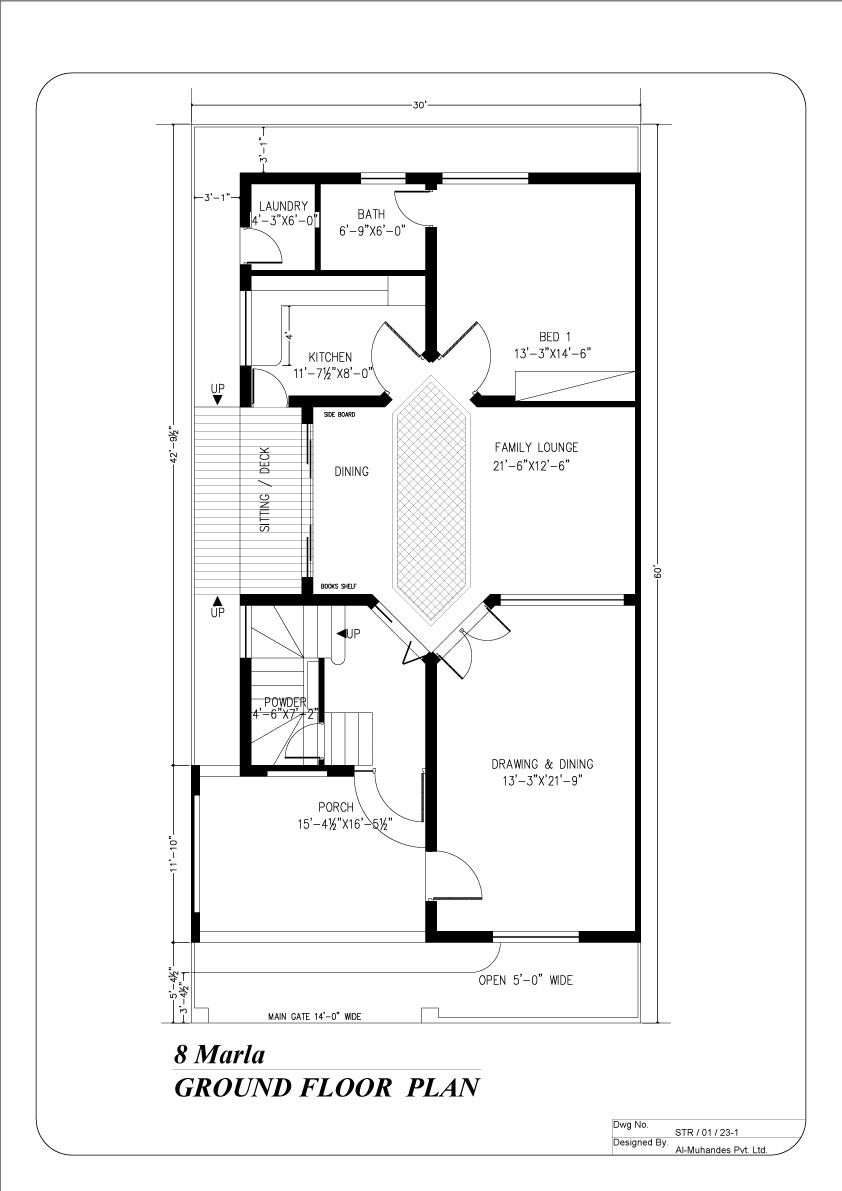 30'
3'-1"
3'-1"
LAUNDRY
4'-3"X6'-0"
BATH
6'-9"X6'-0"
BED 1
13'-3"X14'-6"
4'
KITCHEN
11'-7½"X8'-0"
UP
SIDE BOARD
42'-9½"
SITTING / DECK
DINING
FAMILY LOUNGE
21'-6"X12'-6"
60'
BOOKS SHELF
UP
UP
POWDER
4'-6"X7'-2"
DRAWING & DINING
13'-3"X'21'-9"
PORCH
15'-4½"X16'-5½"
11'-10"
5'-4½"
3'-4½"
OPEN 5'-0" WIDE
MAIN GATE 14'-0" WIDE
8 Marla
GROUND FLOOR PLAN
Dwg No.
STR / 01 / 23-1
Designed By.
Al-Muhandes Pvt. Ltd.